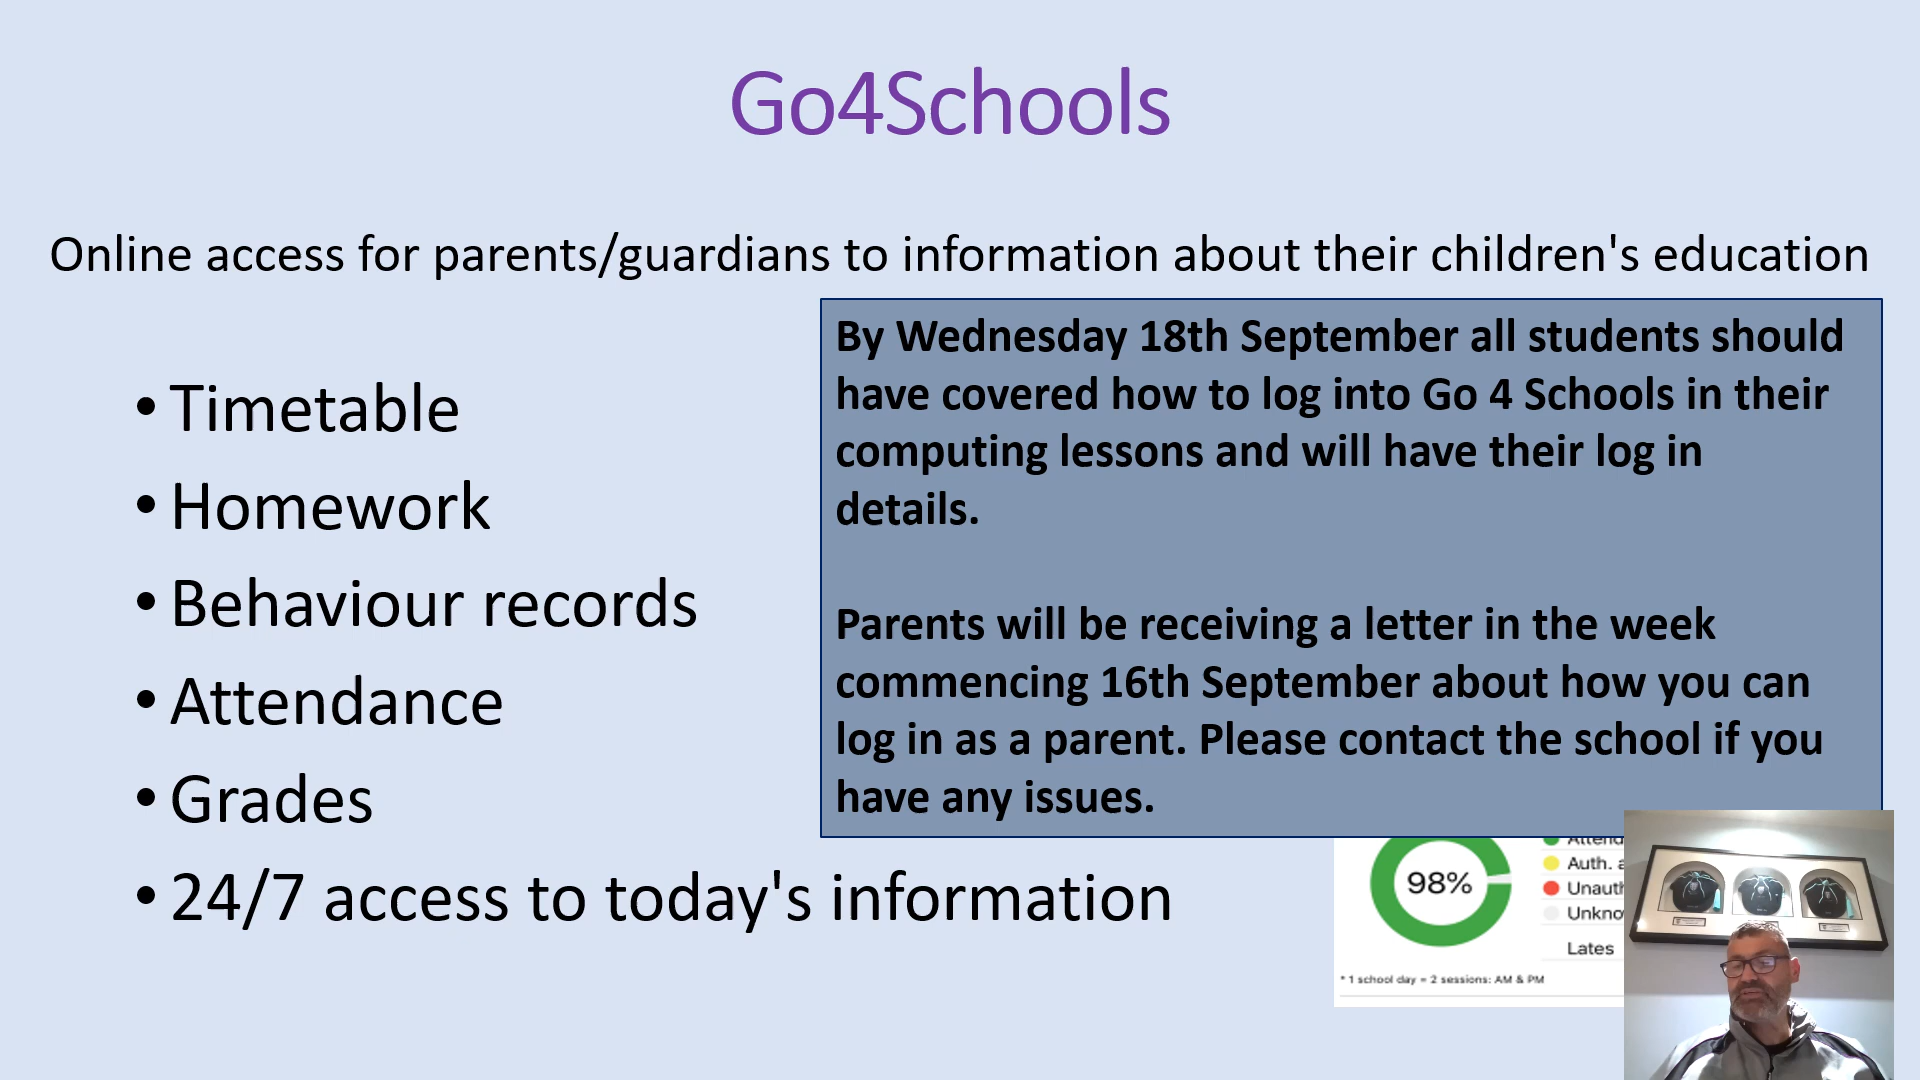 Go4Schools
Online access for parents/guardians to information about their children's education
• Timetable
• Homework
• Behaviour records
• Attendance
• Grades
• 24/7 access to today's information
By Wednesday 18th September all students should
have covered how to log into Go 4 Schools in their
computing lessons and will have their log in
details.
Parents will be receiving a letter in the week
commencing 16th September about how you can
log in as a parent. Please contact the school if you
have any issues.
98%
Auth.
Lates
* 1 school day = 2 sessions: AM & PM